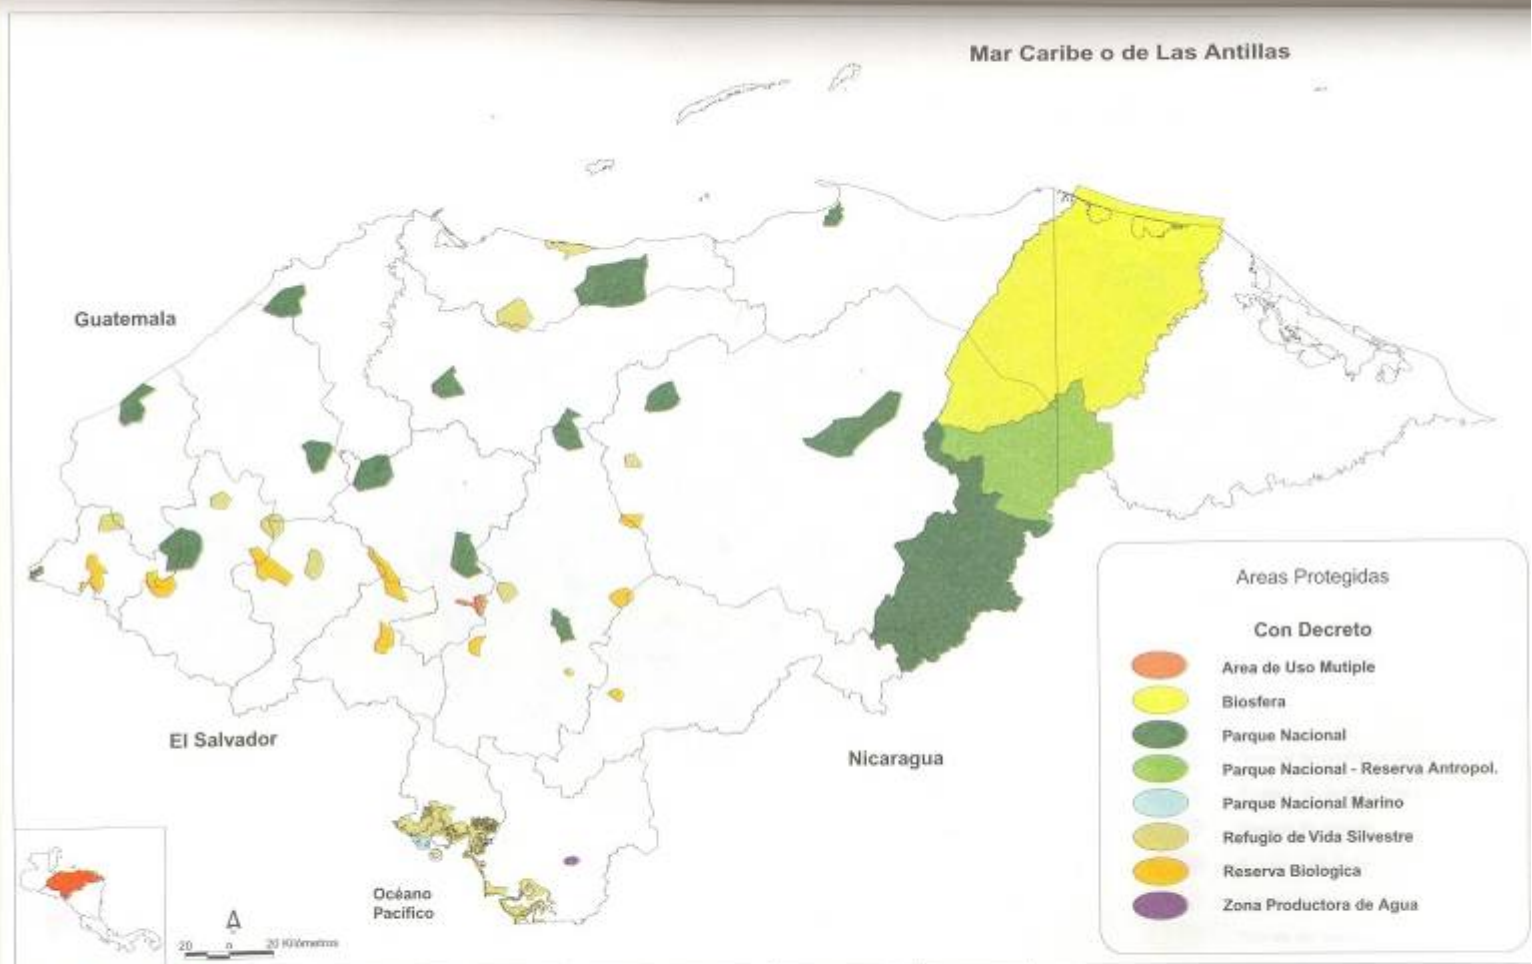 Mar Caribe o de Las Antillas
Guatemala
El Salvador
Nicaragua
Océano
Pacífico
20 o 20 Kilómetros
Areas Protegidas
Con Decreto
Area de Uso Mutiple
Biosfera
Parque Nacional
Parque Nacional - Reserva Antropol.
Parque Nacional Marino
Refugio de Vida Silvestre
Reserva Biologica
Zona Productora de Agua